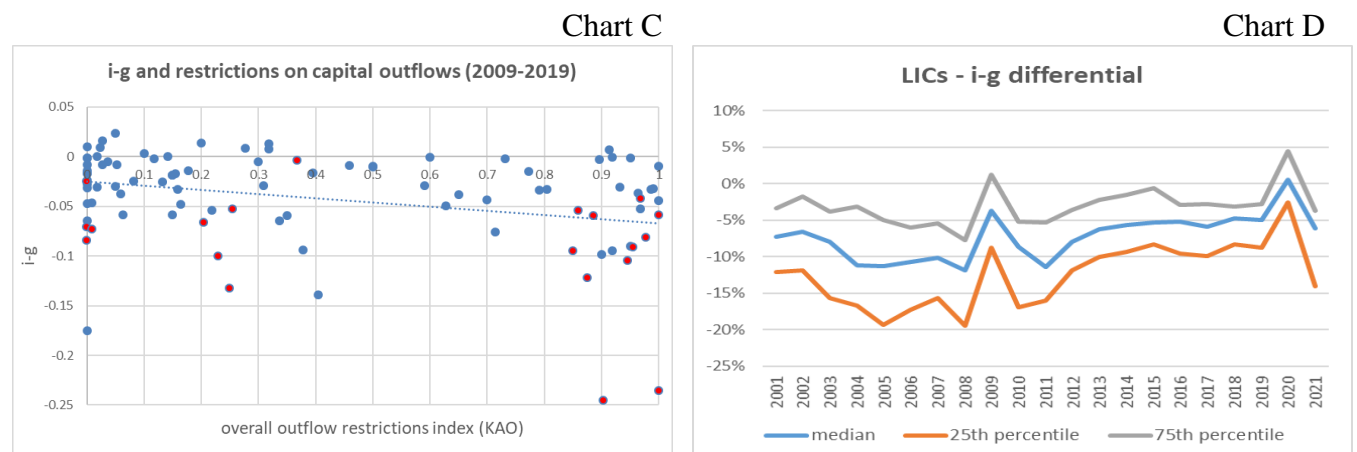 Chart C
i-g and restrictions on capital outflows (2009-2019)
0.05
0
0 0.1 0.2 0.3 0.4 0.5 0.6 0.7 0.8 0.9 1
-0.05
-0.1
-0.15
-0.2
-0.25
i-g
overall outflow restrictions index (KAO)
Chart D
LICs - i-g differential
10%
5%
0%
-5%
-10%
-15%
-20%
-25%
2001 2002 2003 2004 2005 2006 2007 2008 2009 2010 2011 2012 2013 2014 2015 2016 2017 2018 2019 2020 2021
median 25th percentile 75th percentile